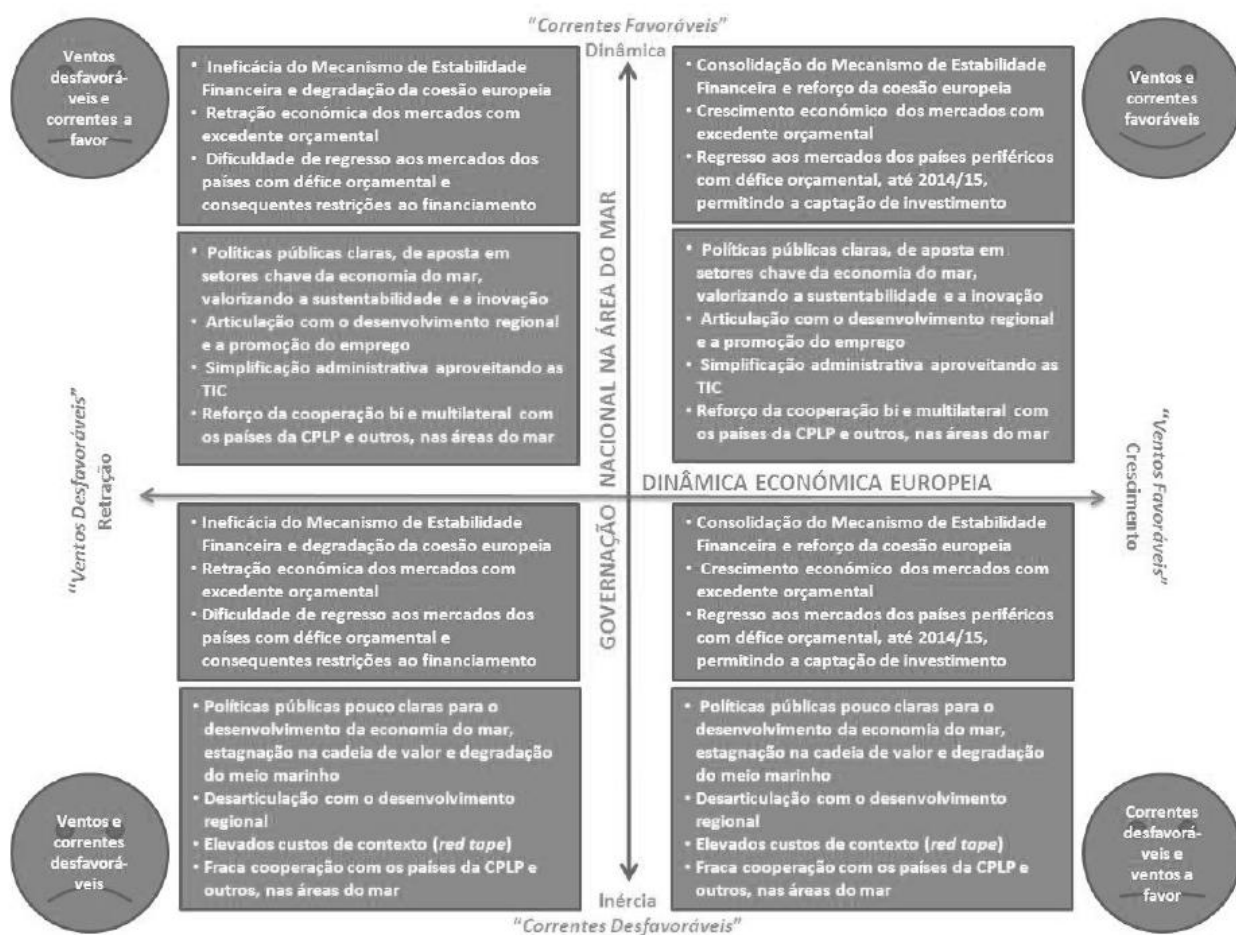 "Correntes Favoráveis"
Dinâmica
Ventos
desfavorá-
veis e
correntes a
favor
• Ineficácia do Mecanismo de Estabilidade
Financeira e degradação da coesão europeia
• Retração económica dos mercados com
excedente orçamental
• Dificuldade de regresso aos mercados dos
países com défice orçamental e
consequentes restrições ao financiamento
• Consolidação do Mecanismo de Estabilidade
Financeira e reforço da coesão europeia
• Crescimento económico dos mercados com
excedente orçamental
• Regresso aos mercados dos países periféricos
com défice orçamental, até 2014/15,
permitindo a captação de investimento
Ventos e
correntes
favoráveis
• Políticas públicas claras, de aposta em
setores chave da economia do mar,
valorizando a sustentabilidade e a inovação
• Articulação com o desenvolvimento regional
e a promoção do emprego
• Simplificação administrativa aproveitando as
TIC
• Reforço da cooperação bi e multilateral com
os países da CPLP e outros, nas áreas do mar
• Políticas públicas claras, de aposta em
setores chave da economia do mar,
valorizando a sustentabilidade e a inovação
• Articulação com o desenvolvimento regional
e a promoção do emprego
• Simplificação administrativa aproveitando as
TIC
• Reforço da cooperação bi e multilateral com
os países da CPLP e outros, nas áreas do mar
GOVERNAÇÃO NACIONAL NA ÁREA DO MAR
"Ventos Desfavoráveis"
Retração
DINÂMICA ECONÓMICA EUROPEIA
"Ventos Favoráveis"
Crescimento
• Ineficácia do Mecanismo de Estabilidade
Financeira e degradação da coesão europeia
• Retração económica dos mercados com
excedente orçamental
• Dificuldade de regresso aos mercados dos
países com défice orçamental e
consequentes restrições ao financiamento
• Consolidação do Mecanismo de Estabilidade
Financeira e reforço da coesão europeia
• Crescimento económico dos mercados com
excedente orçamental
• Regresso aos mercados dos países periféricos
com défice orçamental, até 2014/15,
permitindo a captação de investimento
• Políticas públicas pouco claras para o
desenvolvimento da economia do mar,
estagnação na cadeia de valor e degradação
do meio marinho
• Desarticulação com o desenvolvimento
regional
• Elevados custos de contexto (red tape)
• Fraca cooperação com os países da CPLP e
outros, nas áreas do mar
• Políticas públicas pouco claras para o
desenvolvimento da economia do mar,
estagnação na cadeia de valor e degradação
do meio marinho
• Desarticulação com o desenvolvimento
regional
• Elevados custos de contexto (red tape)
• Fraca cooperação com os países da CPLP e
outros, nas áreas do mar
Ventos e
correntes
desfavorá-
veis
Correntes
desfavorá-
veis e
ventos a
favor
Inércia
"Correntes Desfavoráveis"